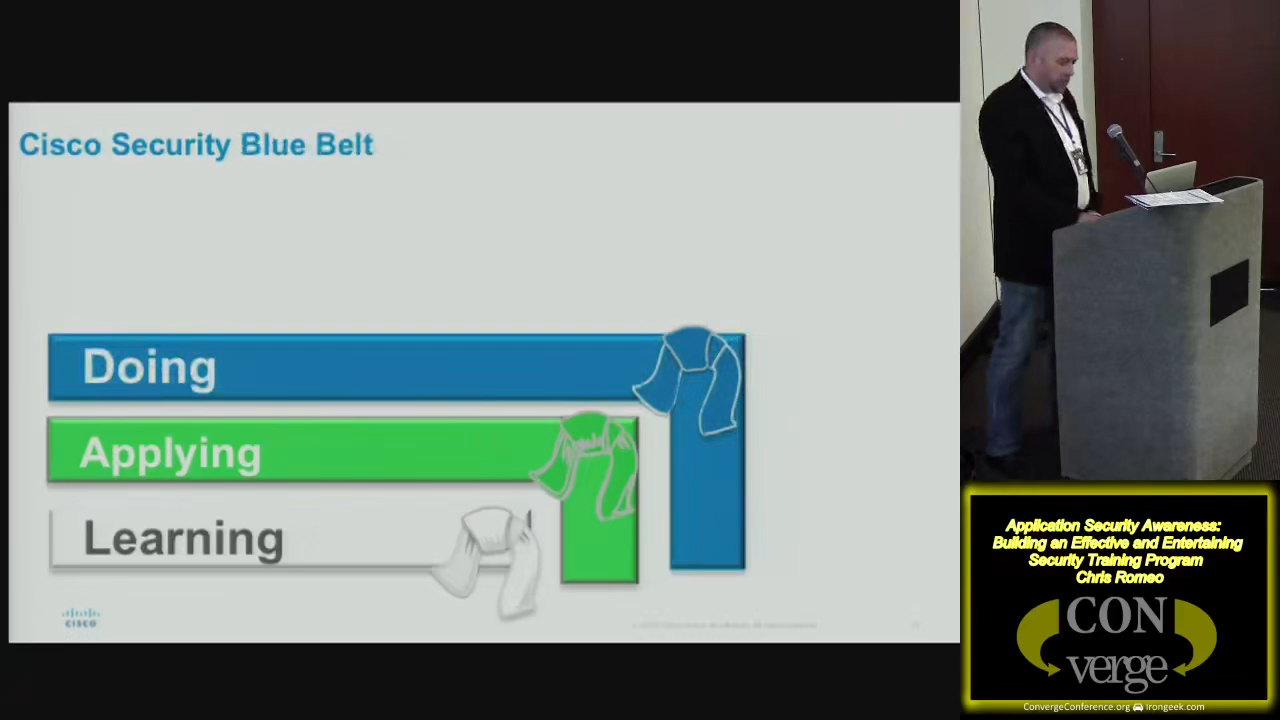 Cisco Security Blue Belt
Doing
Applying
Learning
CISCO
Application Security Awareness:
Building an Effective and Entertaining
Security Training Program
Chris Romeo
CON
verge
ConvergeConference.org Irongeek.com